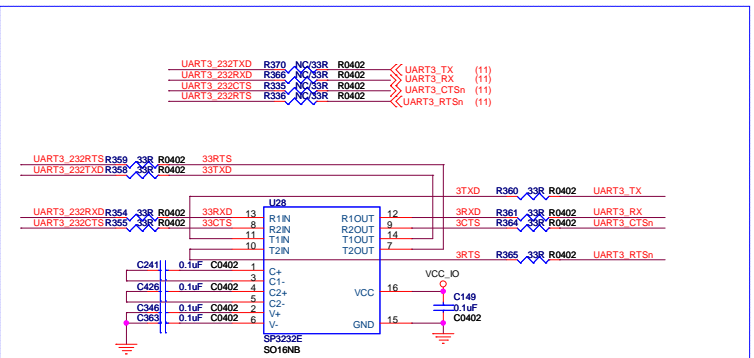 UART3_232TXD R370 NC/33R R0402 UART3_TX (11)
UART3_232RXD R366 NC/33R R0402 UART3_RX (11)
UART3_232CTS R335 NC/33R R0402 UART3_CTSn (11)
UART3_232RTS R336 NC/33R R0402 UART3_RTSn (11)
UART3_232RTS R359 33R R0402 33RTS
UART3_232TXD R358 33R R0402 33TXD
3TXD R360 33R R0402 UART3_TX
U28
UART3_232RXD R354 33R R0402 33RXD 13 R1IN R1OUT 12 3RXD R361 33R R0402 UART3_RX
UART3_232CTS R355 33R R0402 33CTS 8 R2IN R2OUT 9 3CTS R364 33R R0402 UART3_CTSn
11 T1IN T1OUT 14
10 T2IN T2OUT 7
3RTS R365 33R R0402 UART3_RTSn
C241 0.1uF C0402 1 C+
3 C1-
VCC_IO
C426 0.1uF C0402 4 C2+ VCC 16
5 C2-
C149
C346 0.1uF C0402 2 V+
0.1uF
C363 0.1uF C0402 6 V- GND 15
C0402
SP3232E
SO16NB